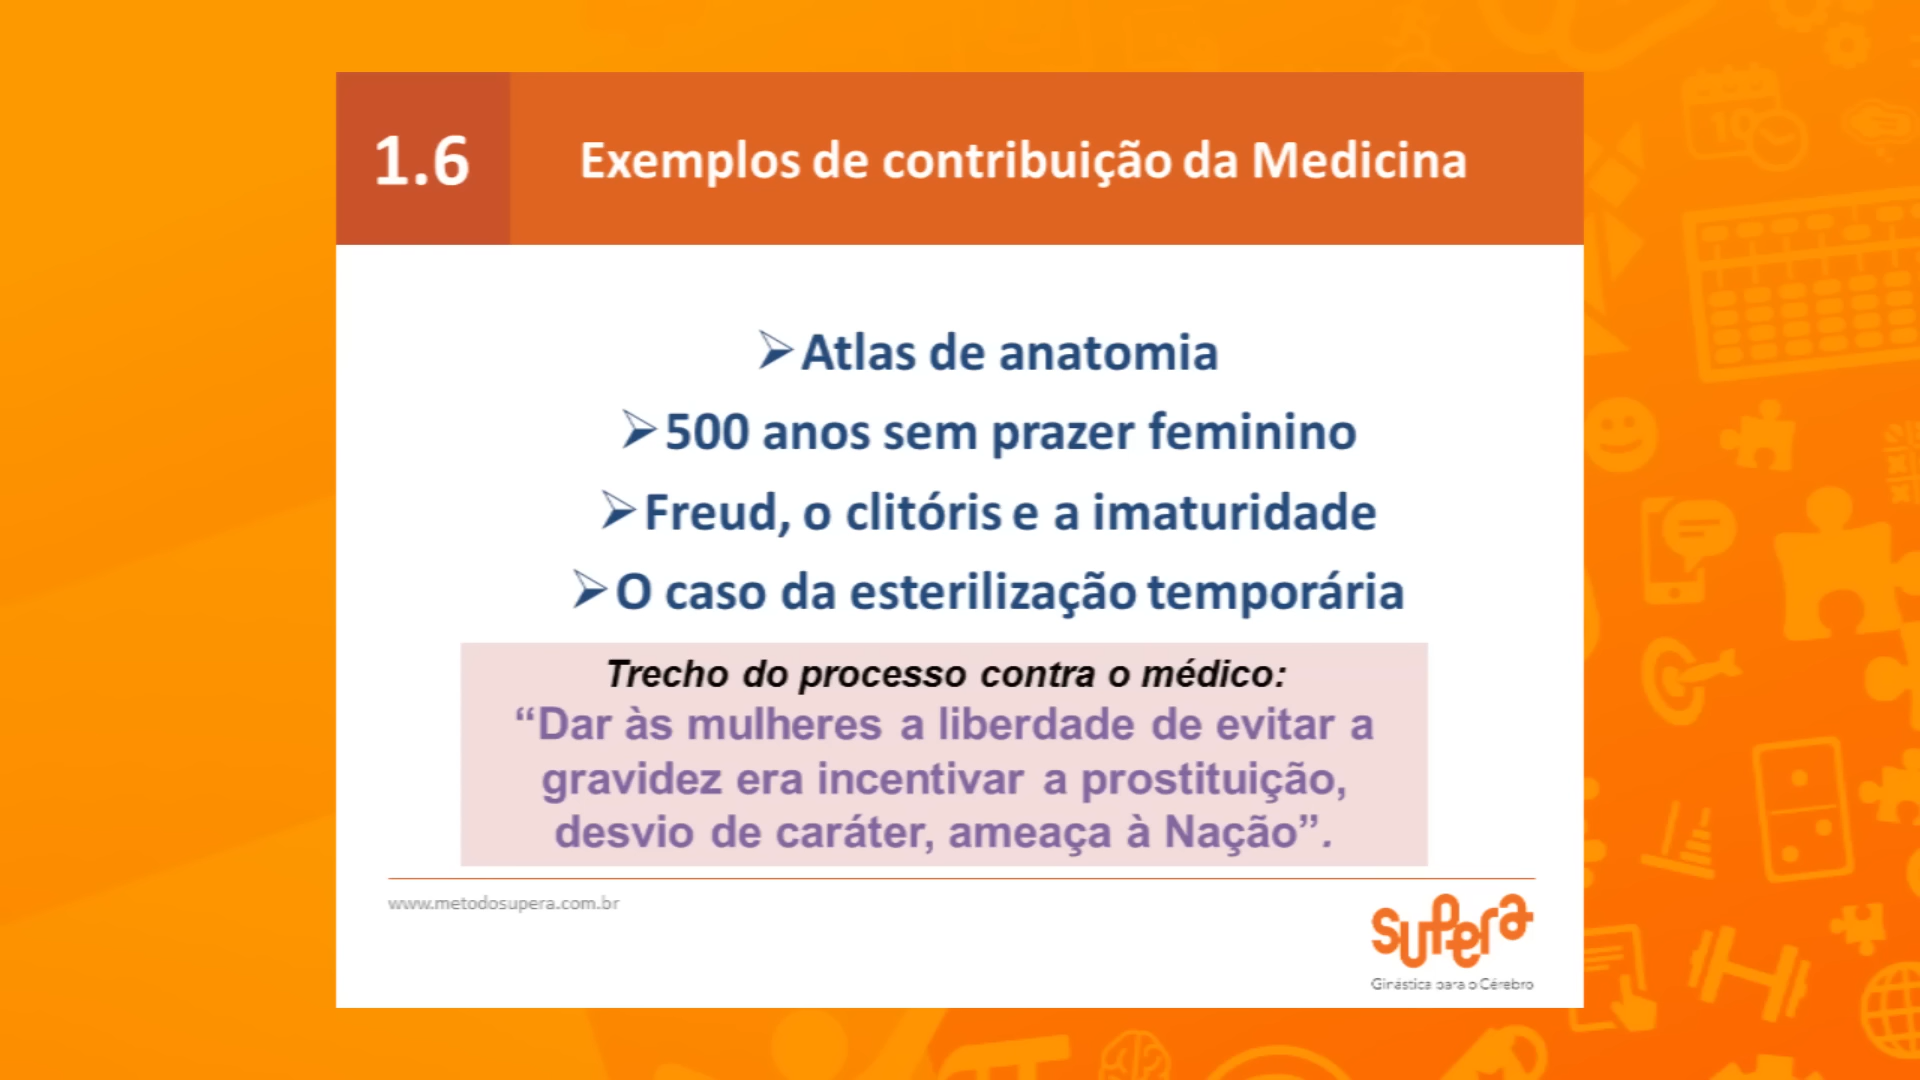 1.6
Exemplos de contribuição da Medicina
➢Atlas de anatomia
➢500 anos sem prazer feminino
➢Freud, o clitóris e a imaturidade
➢O caso da esterilização temporária
Trecho do processo contra o médico:
“Dar às mulheres a liberdade de evitar a
gravidez era incentivar a prostituição,
desvio de caráter, ameaça à Nação”.
www.metodosupera.com.br
supera
Ginástica para o Cérebro
10